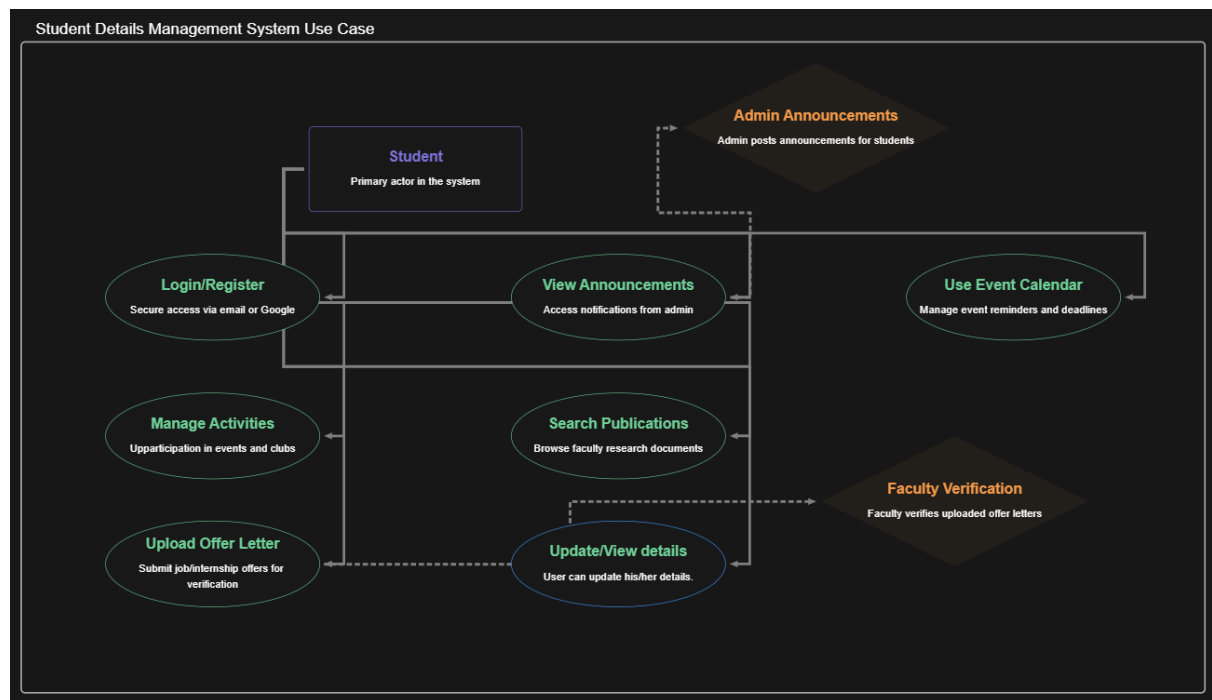 Student Details Management System Use Case
Admin Announcements
Admin posts announcements for students
Student
Primary actor in the system
Login/Register
Secure access via email or Google
View Announcements
Access notifications from admin
Use Event Calendar
Manage event reminders and deadlines
Manage Activities
Upparticipation in events and clubs
Search Publications
Browse faculty research documents
Faculty Verification
Faculty verifies uploaded offer letters
Upload Offer Letter
Submit job/internship offers for
verification
Update/View details
User can update his/her details.